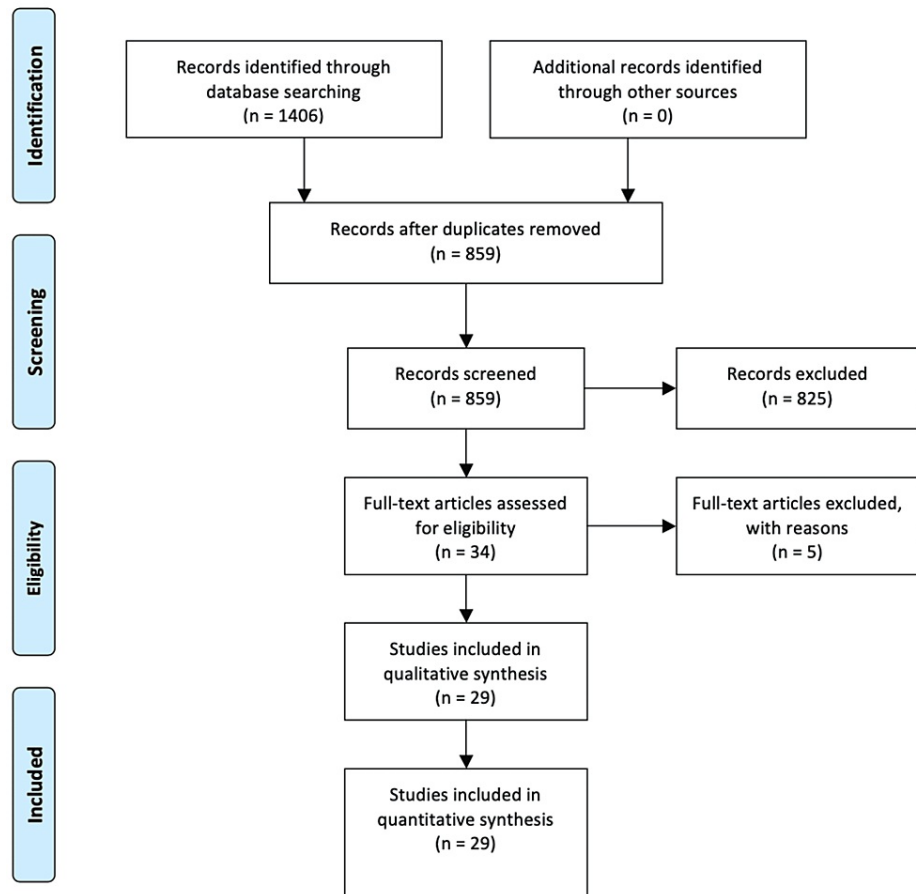 Identification
Records identified through
database searching
(n = 1406)
Additional records identified
through other sources
(n = 0)
Records after duplicates removed
(n = 859)
Screening
Records screened
(n = 859)
Records excluded
(n = 825)
Eligibility
Full-text articles assessed
for eligibility
(n = 34)
Full-text articles excluded,
with reasons
(n = 5)
Studies included in
qualitative synthesis
(n = 29)
Included
Studies included in
quantitative synthesis
(n = 29)